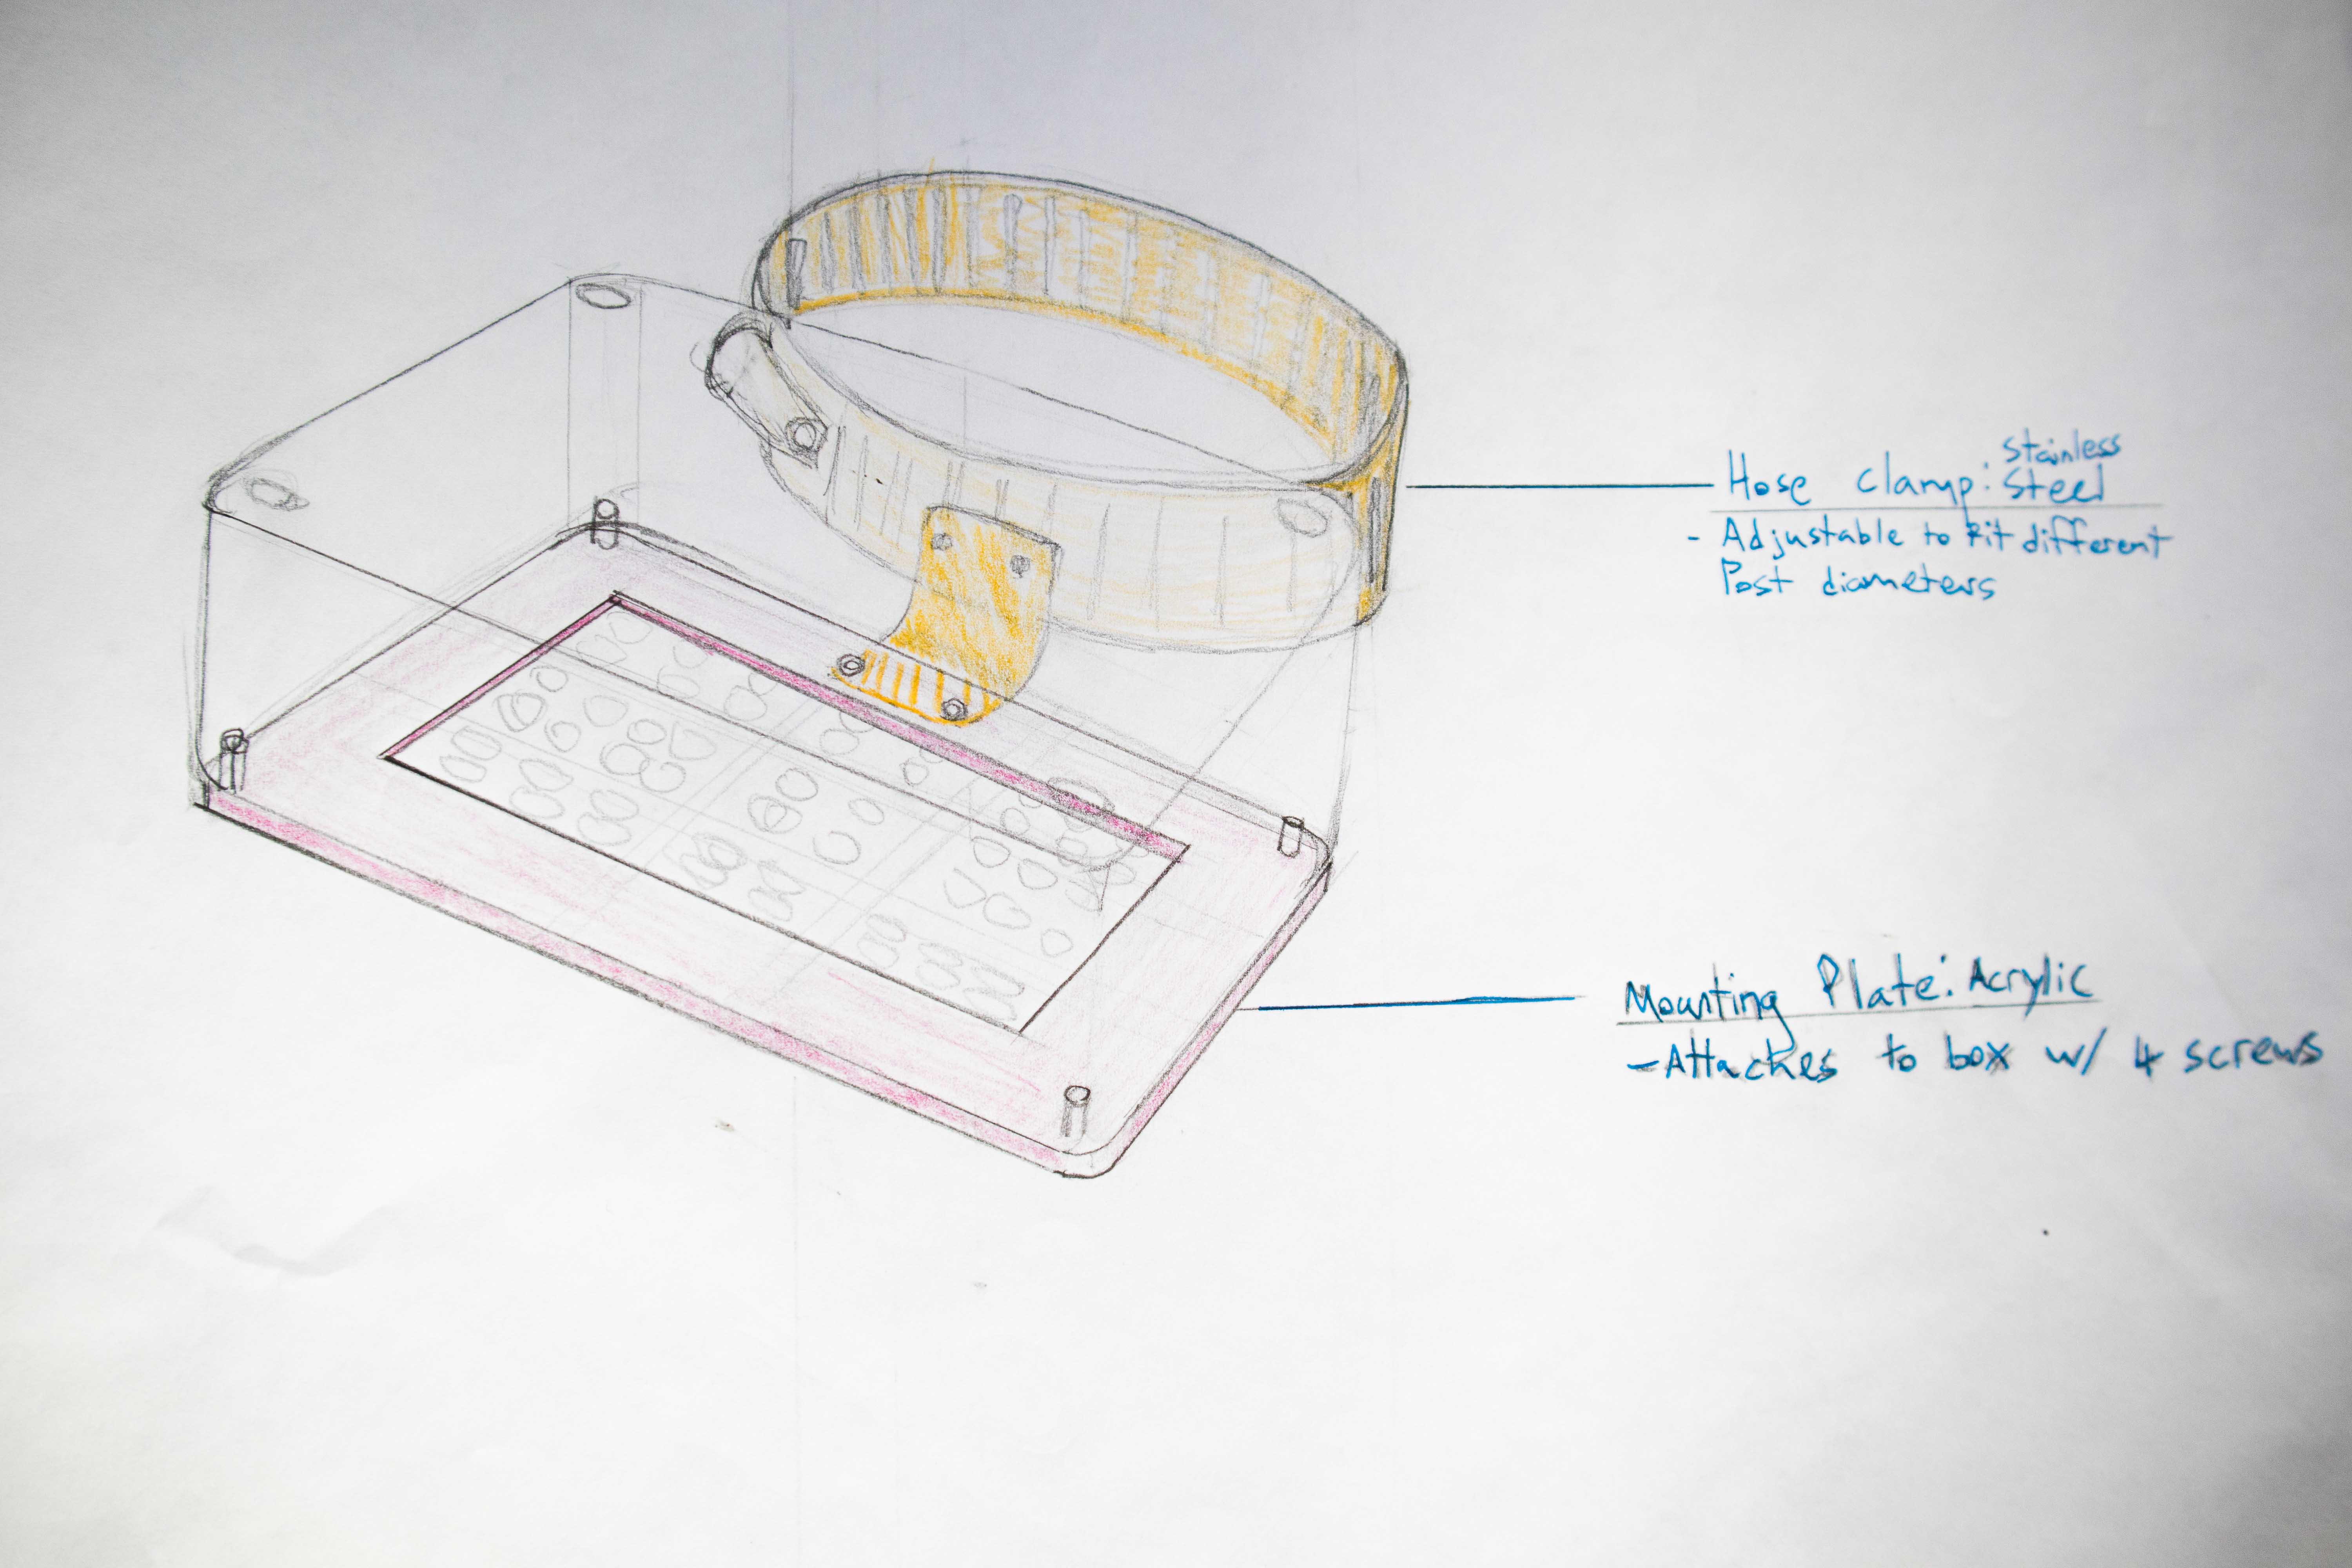 Hose clamp: Stainless Steel
- Adjustable to fit different
Post diameters
Mounting Plate: Acrylic
- Attaches to box w/ 4 screws